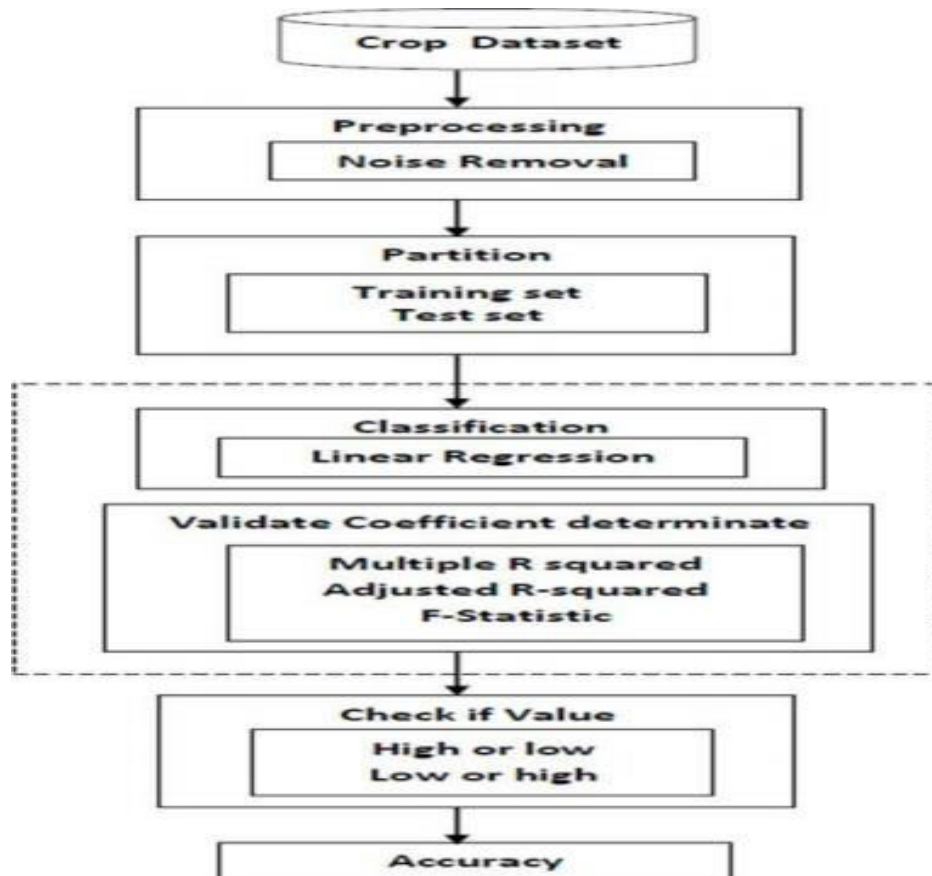 Crop Dataset
Preprocessing
Noise Removal
Partition
Training set
Test set
Classification
Linear Regression
Validate Coefficient determinate
Multiple R squared
Adjusted R-squared
F-Statistic
Check if Value
High or low
Low or high
Accuracy